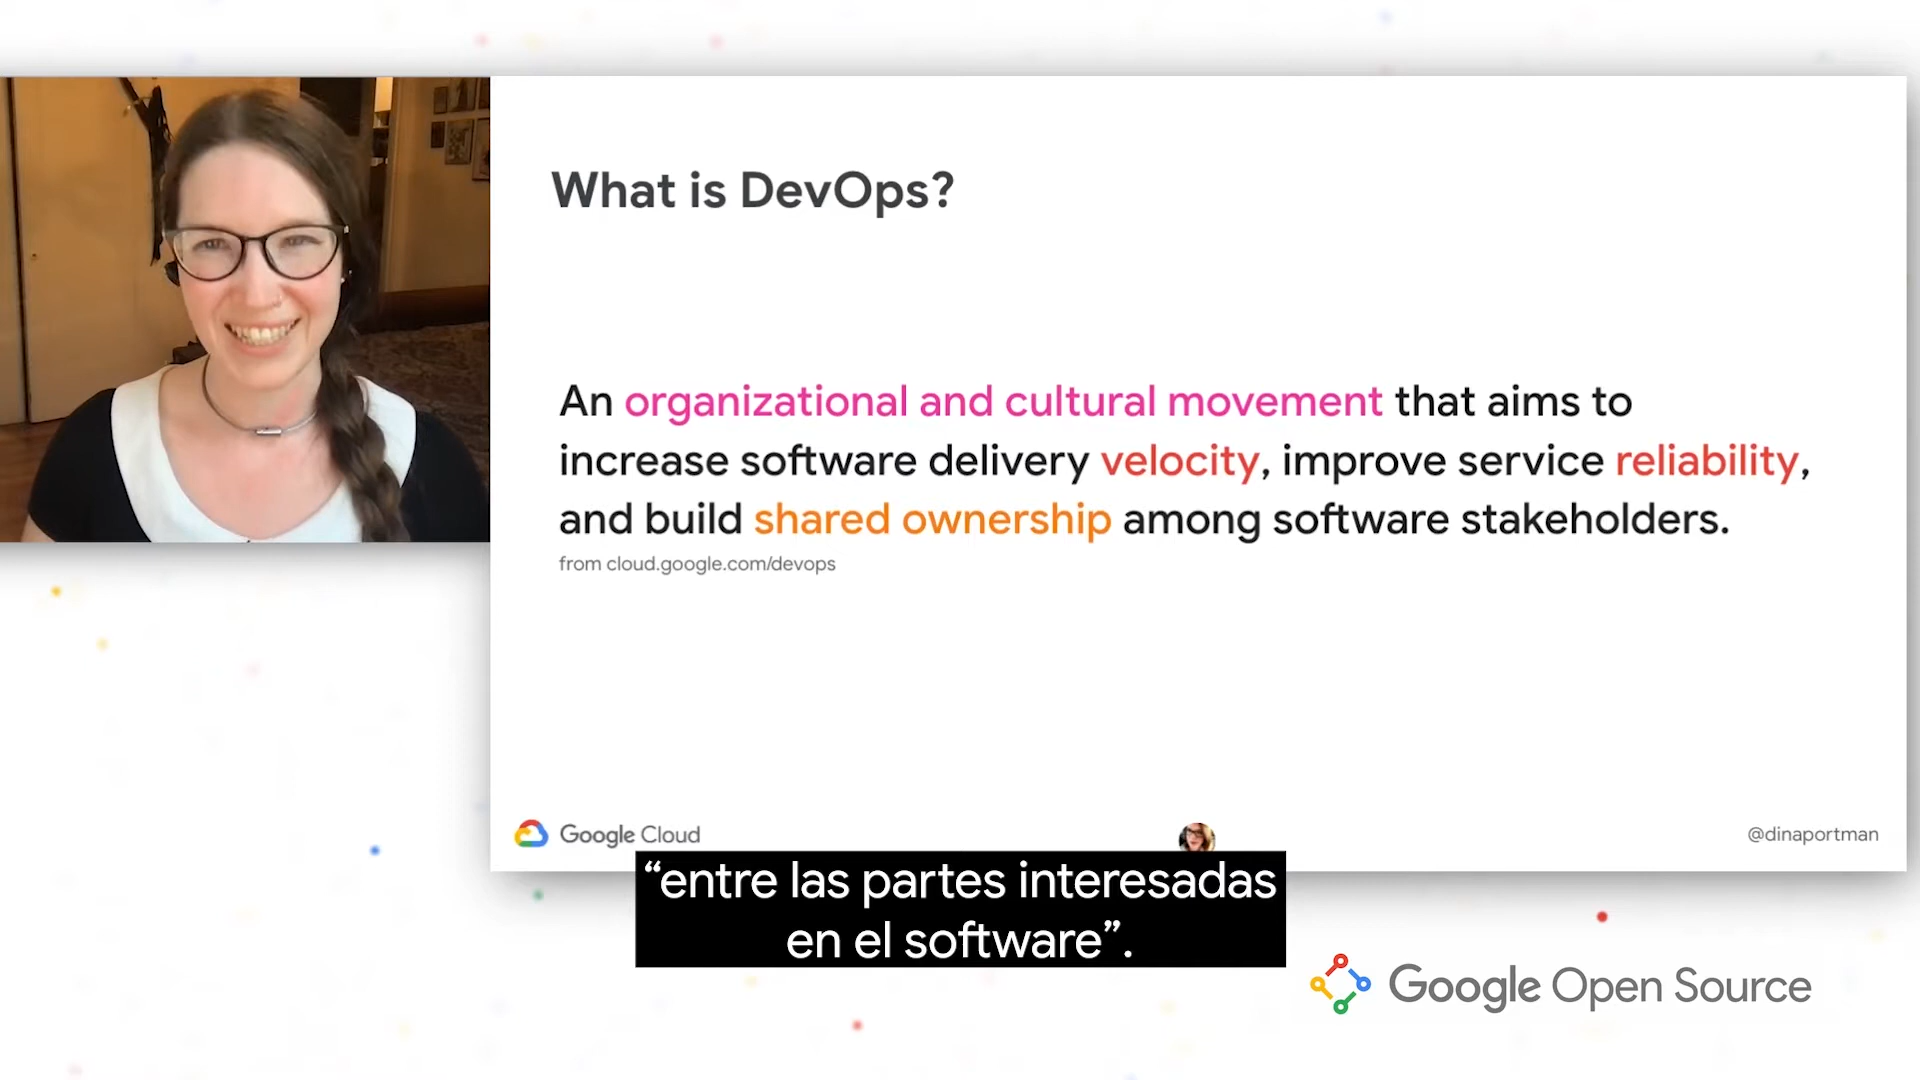 What is DevOps?
An organizational and cultural movement that aims to
increase software delivery velocity, improve service reliability,
and build shared ownership among software stakeholders.
from cloud.google.com/devops
Google Cloud
@dinaportman
“entre las partes interesadas
en el software”.
Google Open Source